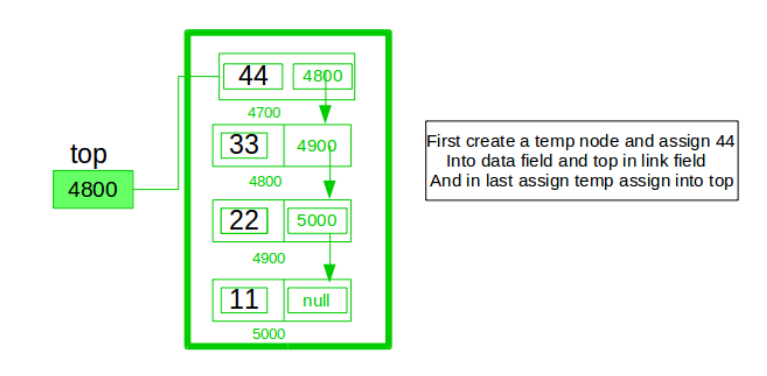 44 4800
4700
33 4900
top
4800
4800
22 5000
4900
11 null
5000
First create a temp node and assign 44
Into data field and top in link field
And in last assign temp assign into top